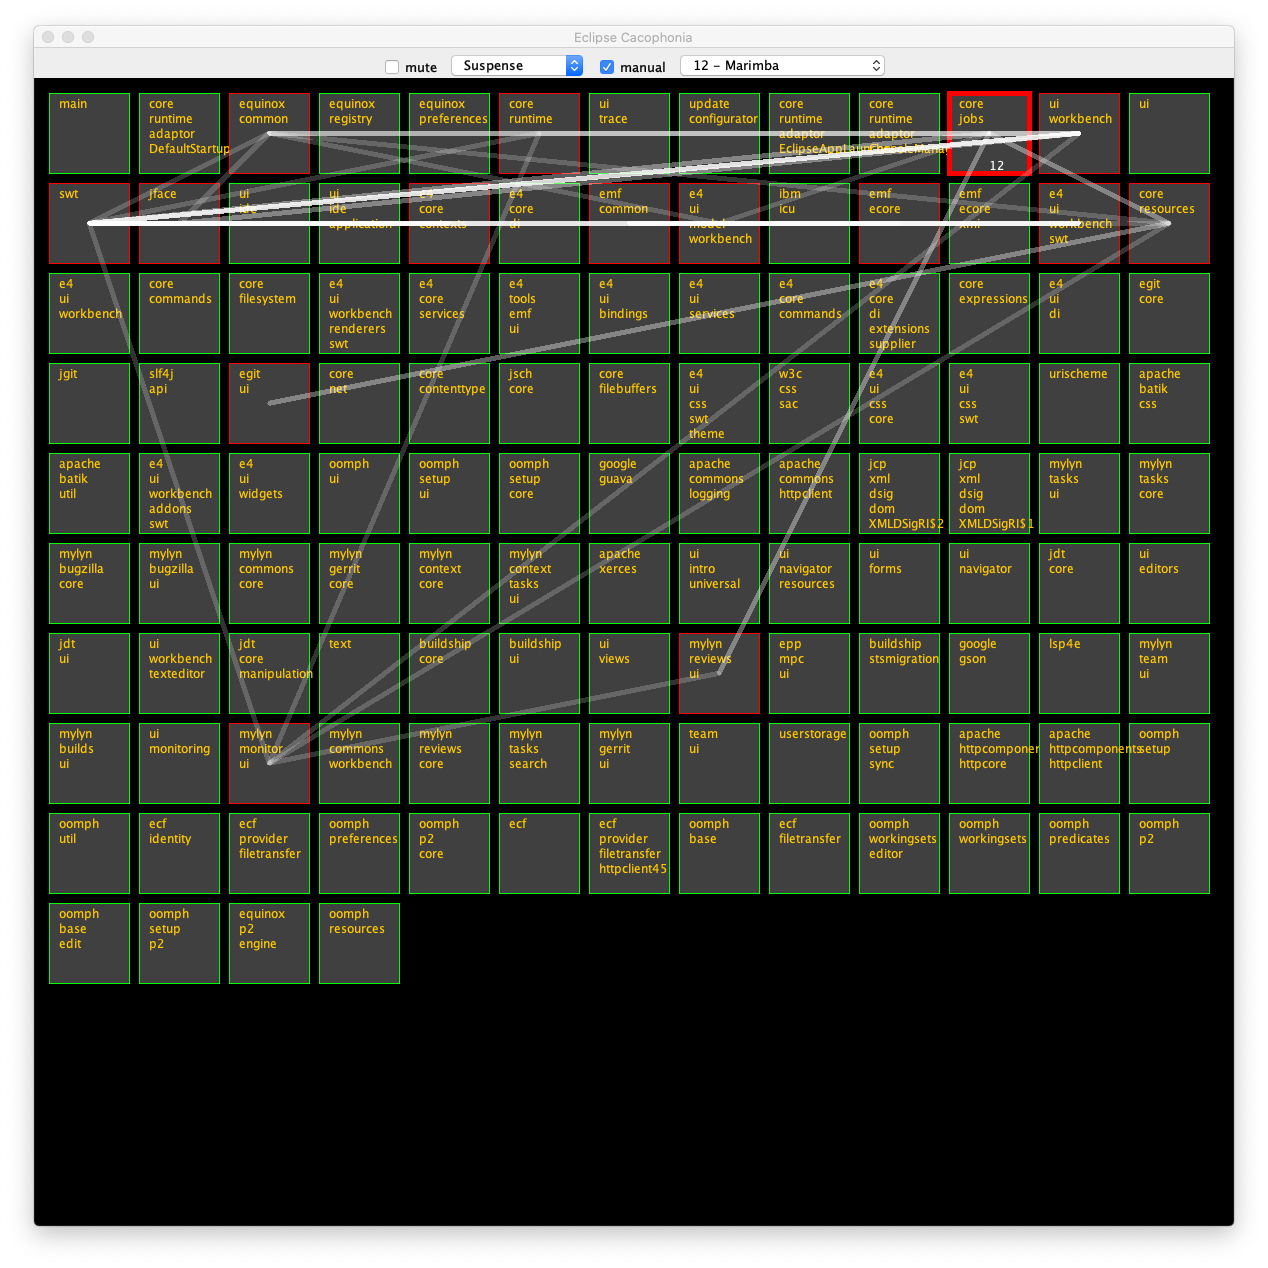 Eclipse Cacophonia
mute Suspense manual 12 – Marimba
main
core
runtime
adaptor
DefaultStartup
equinox
common
equinox
registry
equinox
preferences
core
runtime
ui
trace
update
configurator
core
runtime
adaptor
EclipseAppLauncher
core
runtime
adaptor
core
jobs
12
ui
workbench
ui
swt
jface
ui
ide
ui
ide
application
e4
core
contexts
e4
core
di
emf
common
e4
ui
model
workbench
ibm
icu
emf
ecore
emf
ecore
xmi
e4
ui
workbench
swt
core
resources
e4
ui
workbench
core
commands
core
filesystem
e4
ui
workbench
renderers
swt
e4
core
services
e4
tools
emf
ui
e4
ui
bindings
e4
ui
services
e4
core
commands
e4
core
di
extensions
supplier
core
expressions
e4
ui
di
egit
core
jgit
slf4j
api
egit
ui
core
net
core
contenttype
jsch
core
core
filebuffers
e4
ui
css
swt
theme
w3c
css
sac
e4
ui
css
core
e4
ui
css
swt
urischeme
apache
batik
css
apache
batik
util
e4
ui
workbench
addons
swt
e4
ui
widgets
oomph
ui
oomph
setup
ui
oomph
setup
core
google
guava
apache
commons
logging
apache
commons
httpclient
jcp
xml
dsig
dom
XMLDSigRI$2
jcp
xml
dsig
dom
XMLDSigRI$1
mylyn
tasks
ui
mylyn
tasks
core
mylyn
bugzilla
core
mylyn
bugzilla
ui
mylyn
commons
core
mylyn
gerrit
core
mylyn
context
core
mylyn
context
tasks
ui
apache
xerces
ui
intro
universal
ui
navigator
resources
ui
forms
ui
navigator
jdt
core
ui
editors
jdt
ui
ui
workbench
texteditor
jdt
core
manipulation
text
buildship
core
buildship
ui
ui
views
mylyn
reviews
ui
epp
mpc
ui
buildship
stsmigration
google
gson
lsp4e
mylyn
team
ui
mylyn
builds
ui
ui
monitoring
mylyn
monitor
ui
mylyn
commons
workbench
mylyn
reviews
core
mylyn
tasks
search
mylyn
gerrit
ui
team
ui
userstorage
oomph
setup
sync
apache
httpcomponents
httpcore
apache
httpcomponents
httpclient
oomph
setup
oomph
util
ecf
identity
ecf
provider
filetransfer
oomph
preferences
oomph
p2
core
ecf
ecf
provider
filetransfer
httpclient45
oomph
base
ecf
filetransfer
oomph
workingsets
editor
oomph
workingsets
oomph
predicates
oomph
p2
oomph
base
edit
oomph
setup
p2
equinox
p2
engine
oomph
resources